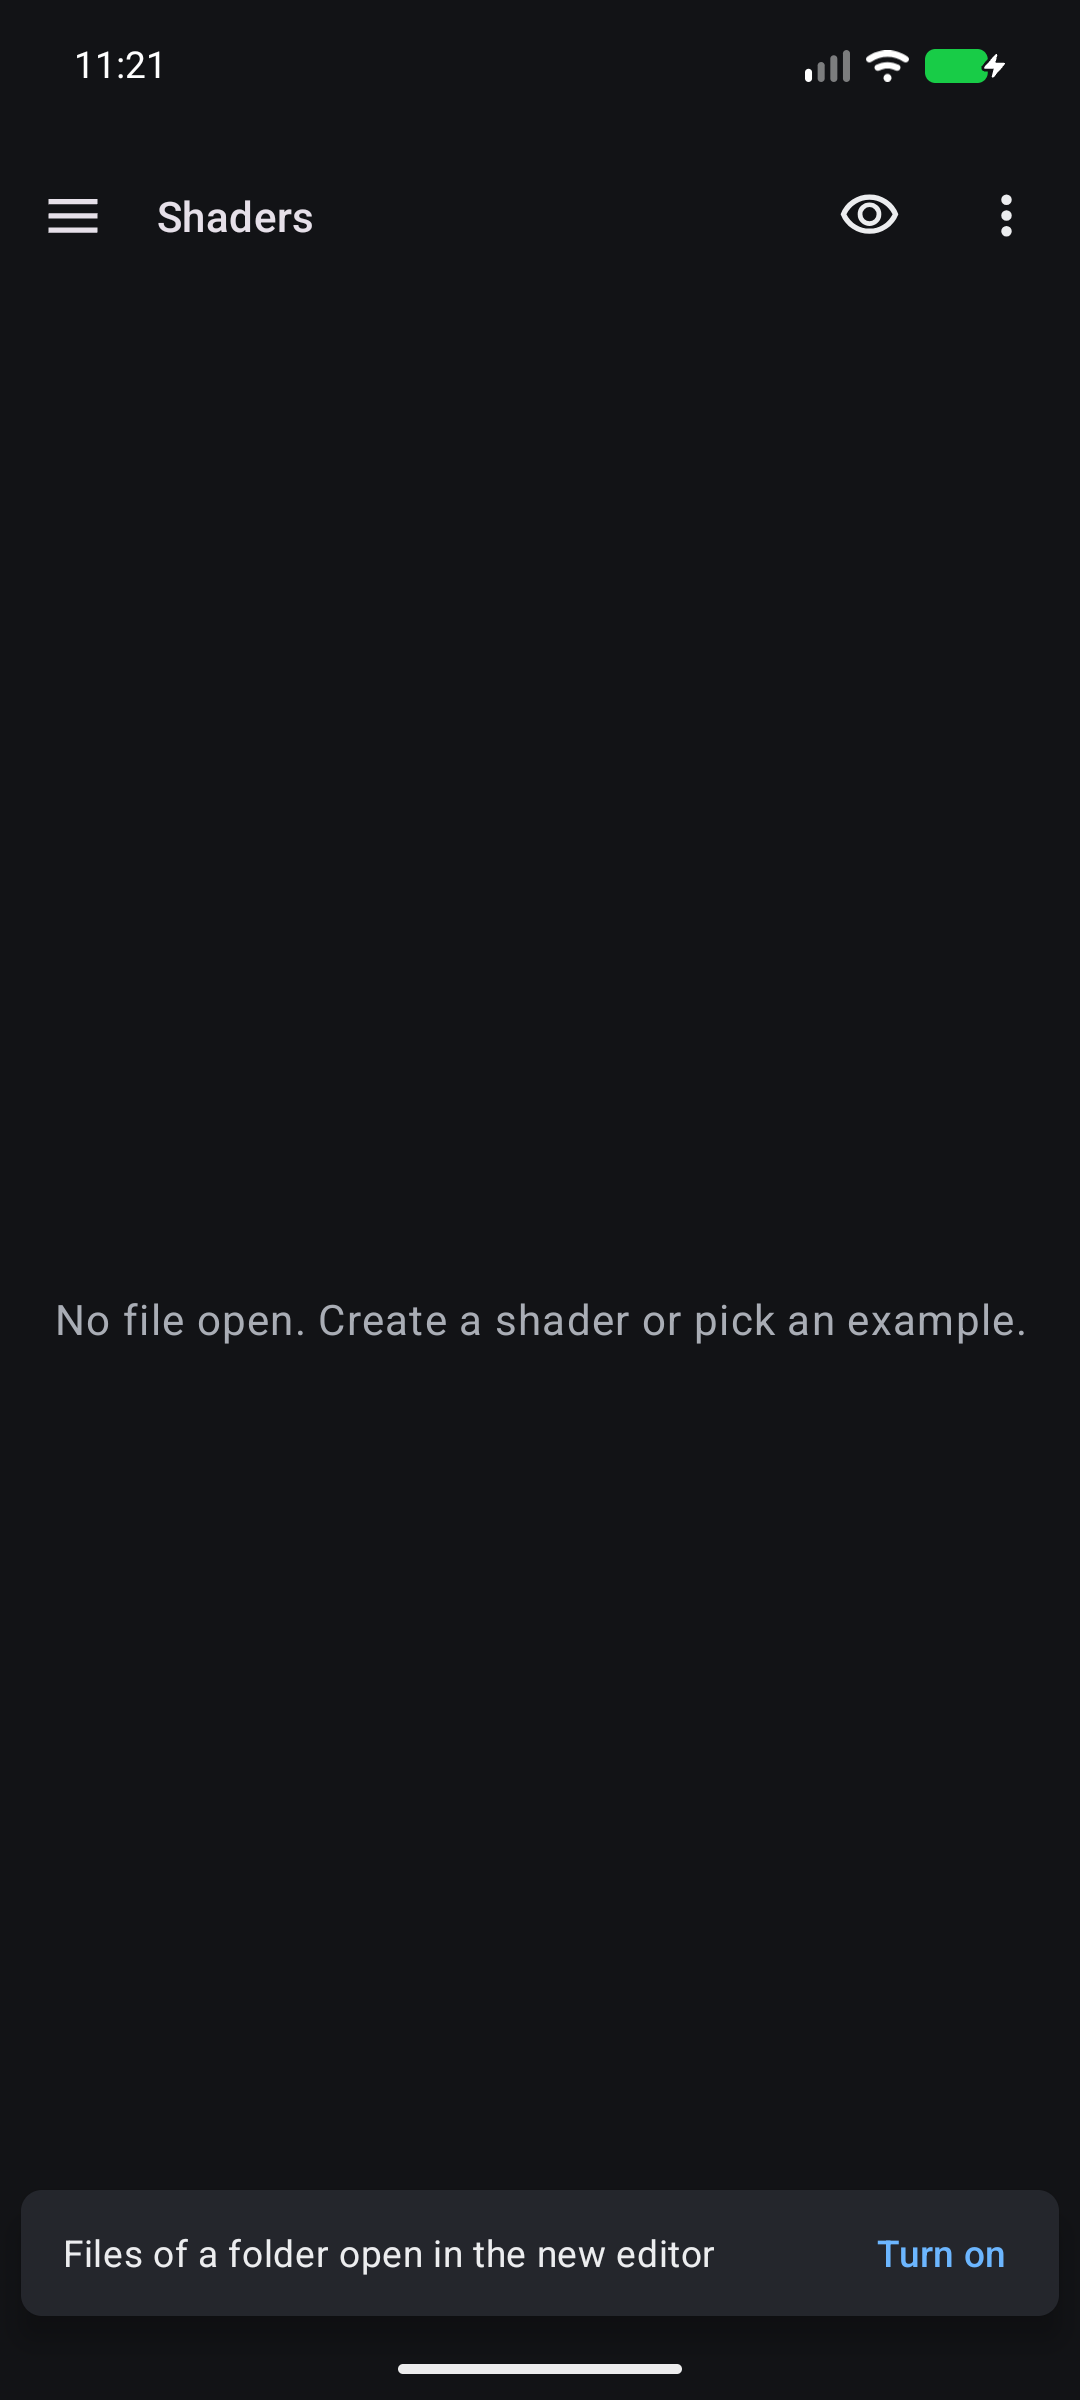 11:21
Shaders
No file open. Create a shader or pick an example.
Files of a folder open in the new editor
Turn on